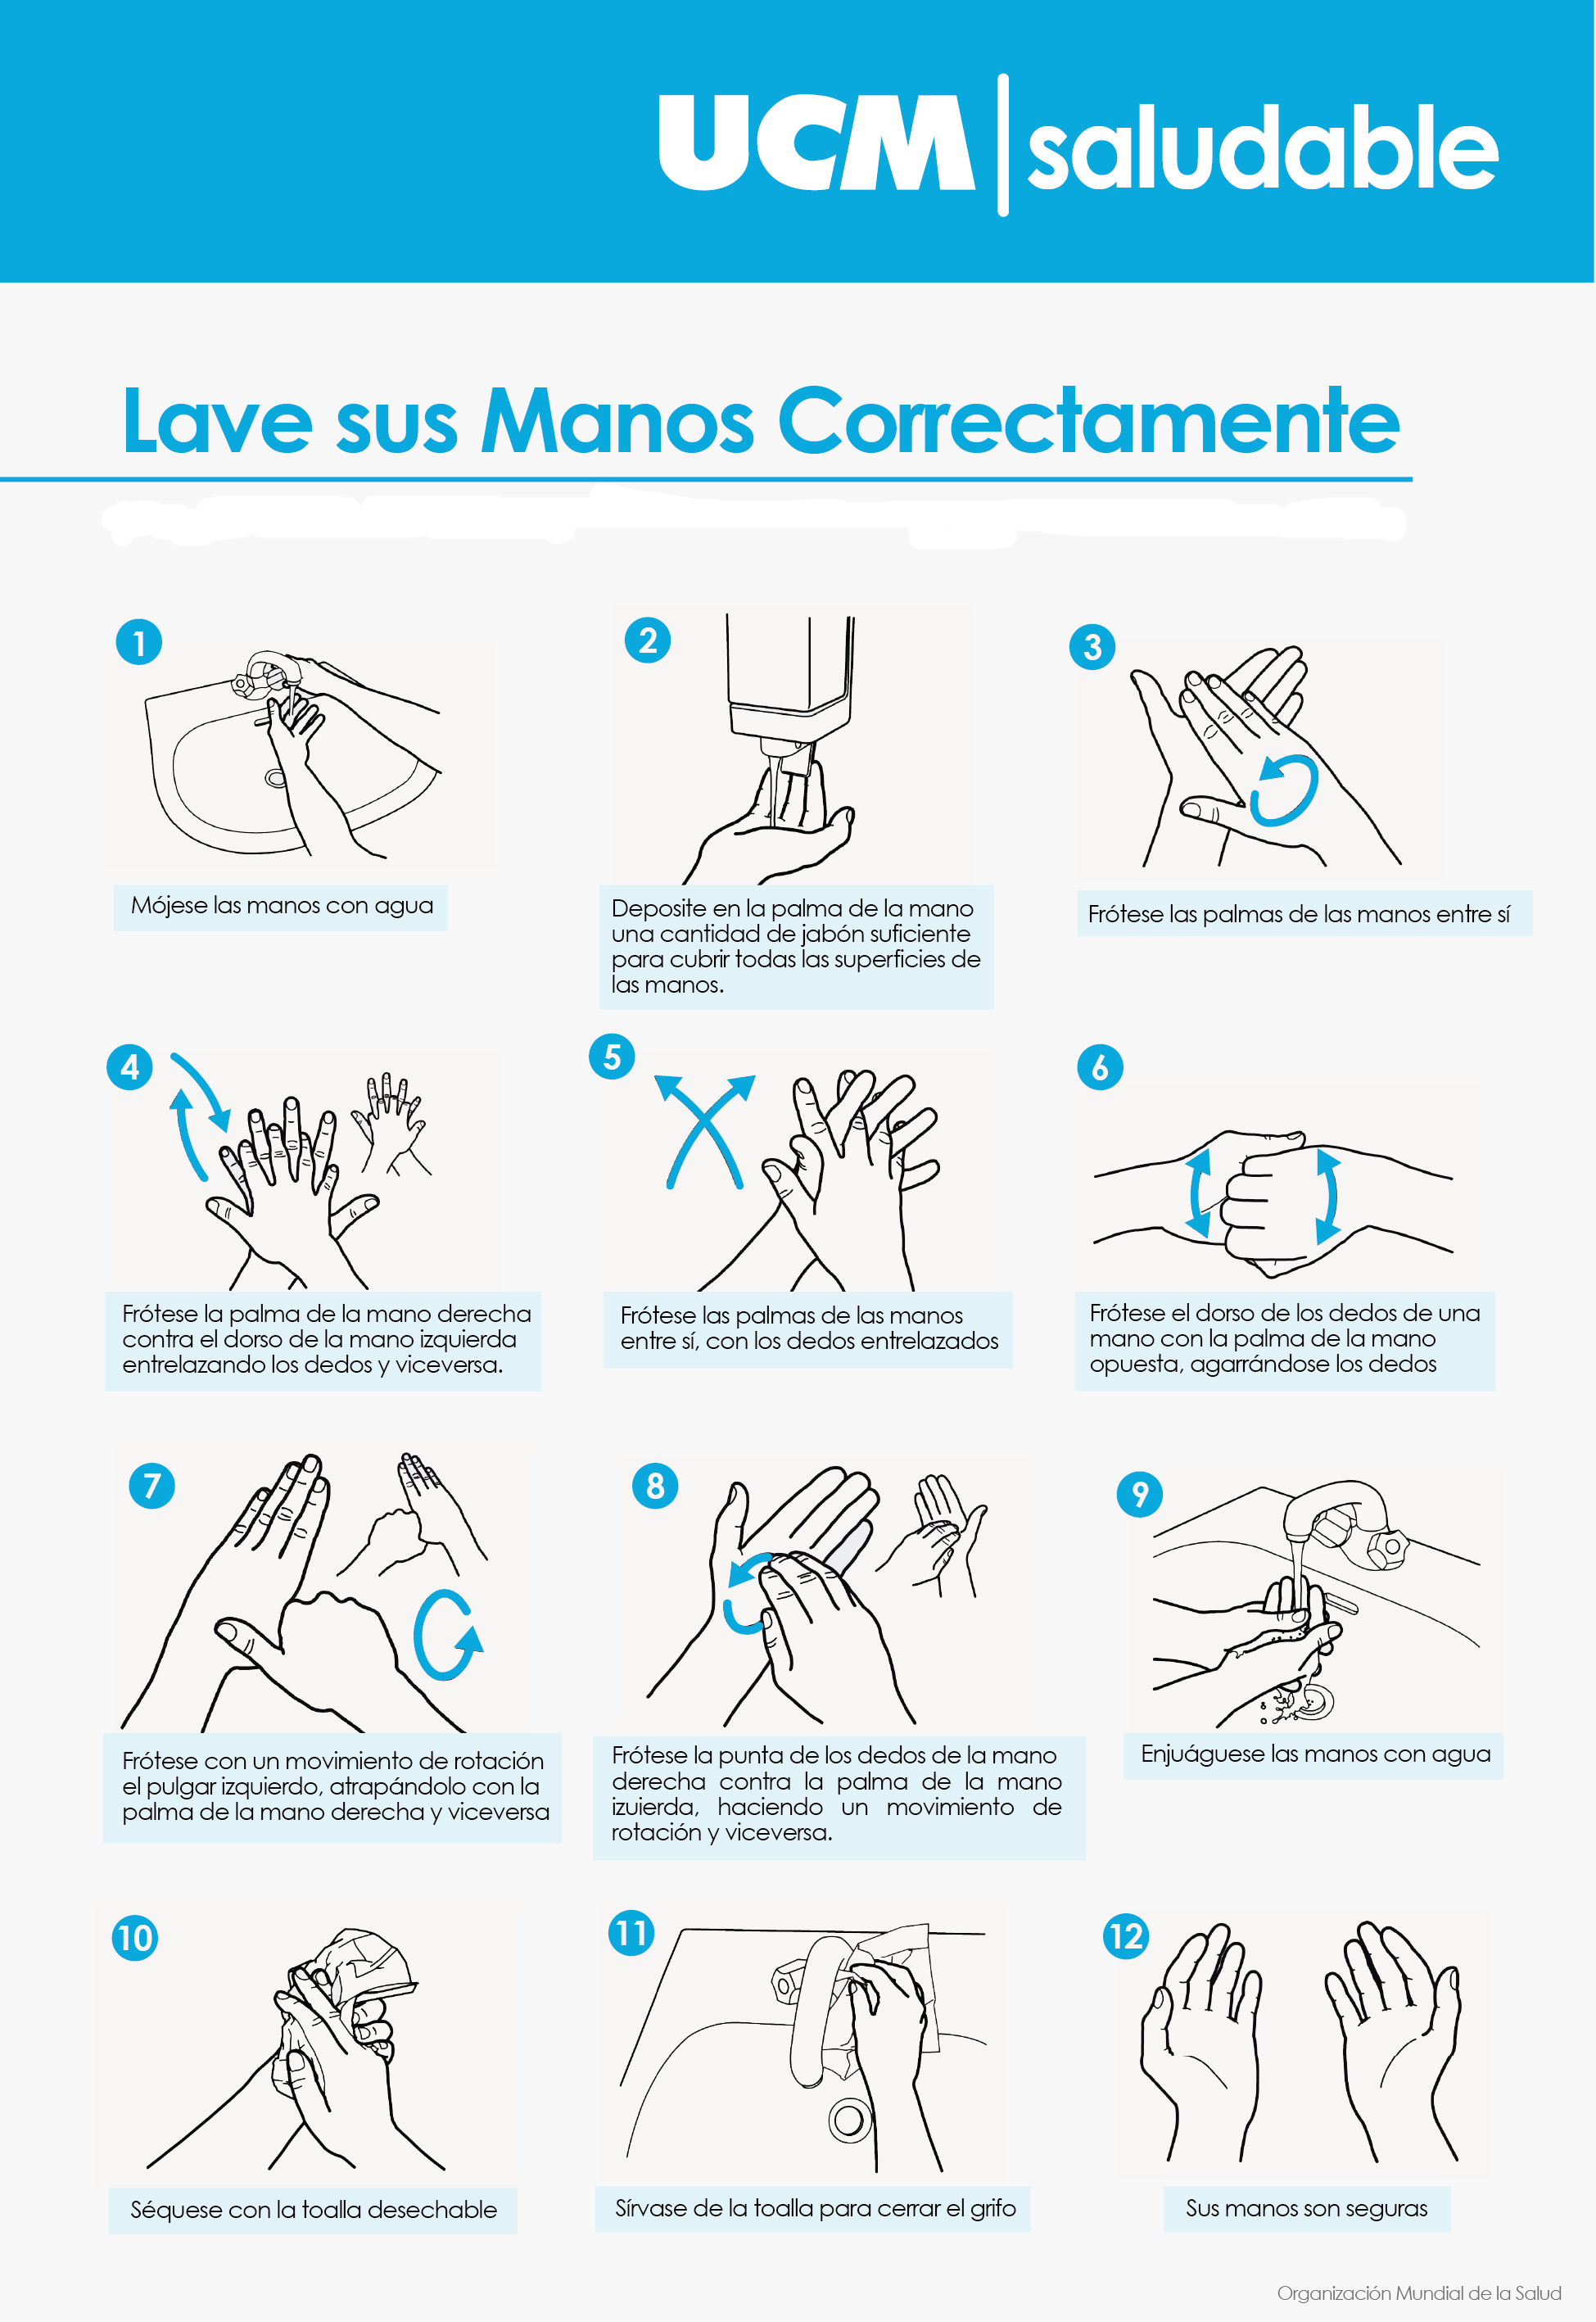 UCM saludable
Lave sus Manos Correctamente
1
Mójese las manos con agua
2
Deposite en la palma de la mano
una cantidad de jabón suficiente
para cubrir todas las superficies de
las manos.
3
Frótese las palmas de las manos entre sí
4
Frótese la palma de la mano derecha
contra el dorso de la mano izquierda
entrelazando los dedos y viceversa.
5
Frótese las palmas de las manos
entre sí, con los dedos entrelazados
6
Frótese el dorso de los dedos de una
mano con la palma de la mano
opuesta, agarrándose los dedos
7
Frótese con un movimiento de rotación
el pulgar izquierdo, atrapándolo con la
palma de la mano derecha y viceversa
8
Frótese la punta de los dedos de la mano
derecha contra la palma de la mano
izuierda, haciendo un movimiento de
rotación y viceversa.
9
Enjuáguese las manos con agua
10
Séquese con la toalla desechable
11
Sírvase de la toalla para cerrar el grifo
12
Sus manos son seguras
Organización Mundial de la Salud